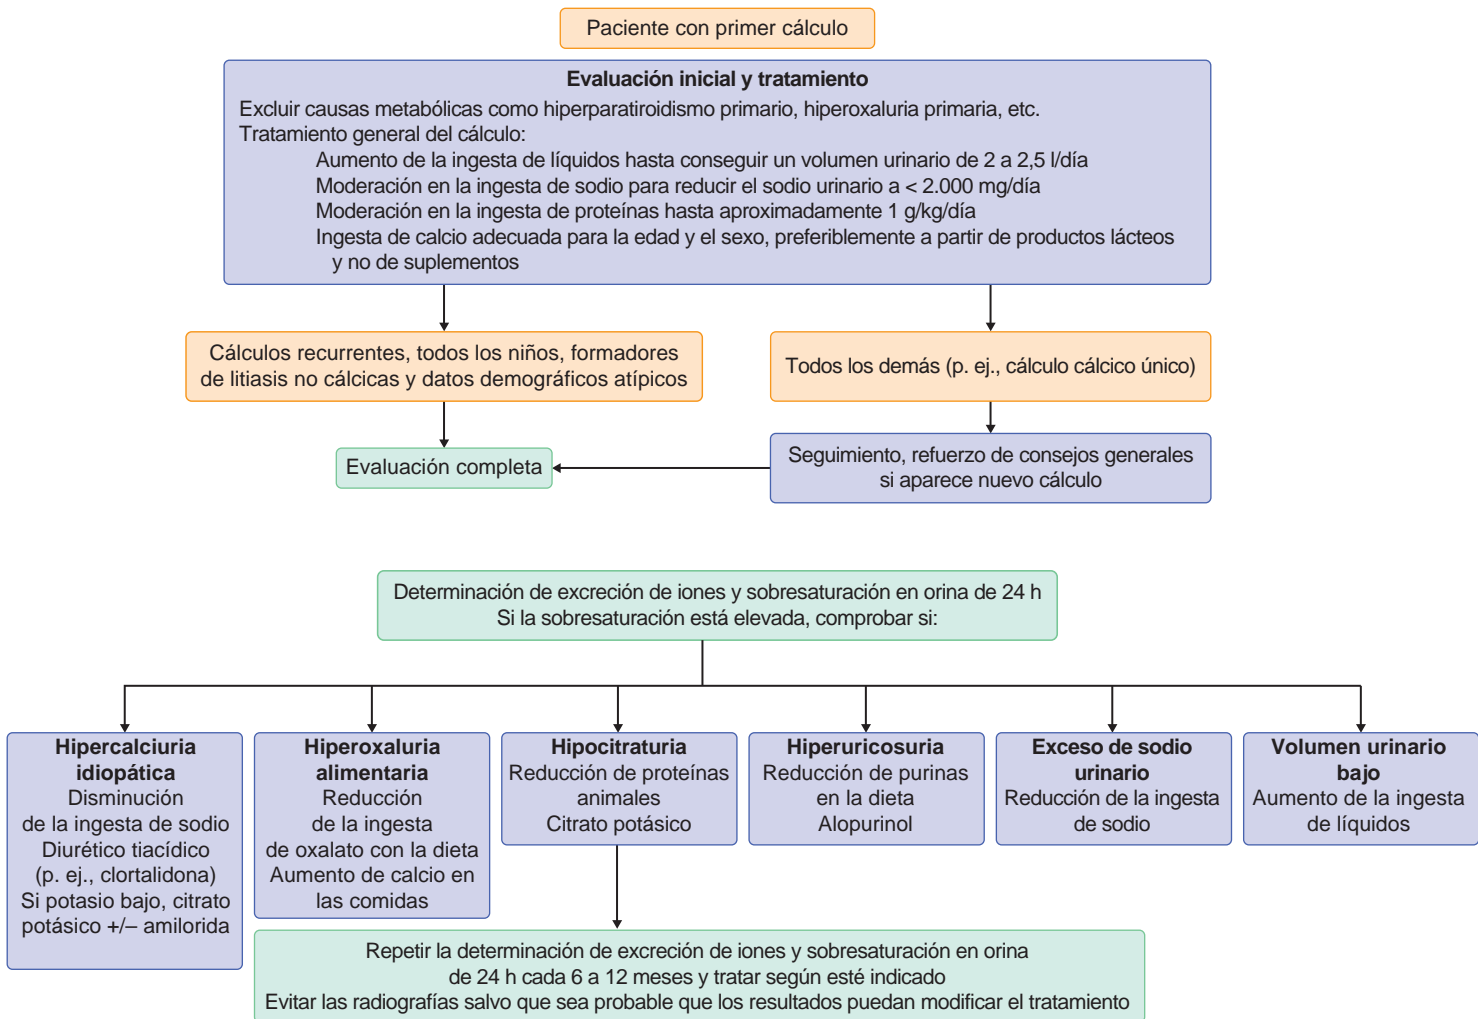 Paciente con primer cálculo
Evaluación inicial y tratamiento
Excluir causas metabólicas como hiperparatiroidismo primario, hiperoxaluria primaria, etc.
Tratamiento general del cálculo:
Aumento de la ingesta de líquidos hasta conseguir un volumen urinario de 2 a 2,5 l/día
Moderación en la ingesta de sodio para reducir el sodio urinario a < 2.000 mg/día
Moderación en la ingesta de proteínas hasta aproximadamente 1 g/kg/día
Ingesta de calcio adecuada para la edad y el sexo, preferiblemente a partir de productos lácteos
y no de suplementos
Cálculos recurrentes, todos los niños, formadores
de litiasis no cálcicas y datos demográficos atípicos
Todos los demás (p. ej., cálculo cálcico único)
Evaluación completa
Seguimiento, refuerzo de consejos generales
si aparece nuevo cálculo
Determinación de excreción de iones y sobresaturación en orina de 24 h
Si la sobresaturación está elevada, comprobar si:
Hipercalciuria
idiopática
Disminución
de la ingesta de sodio
Diurético tiacídico
(p. ej., clortalidona)
Si potasio bajo, citrato
potásico +/– amilorida
Hiperoxaluria
alimentaria
Reducción
de la ingesta
de oxalato con la dieta
Aumento de calcio en
las comidas
Hipocitraturia
Reducción de proteínas
animales
Citrato potásico
Hiperuricosuria
Reducción de purinas
en la dieta
Alopurinol
Exceso de sodio
urinario
Reducción de la ingesta
de sodio
Volumen urinario
bajo
Aumento de la ingesta
de líquidos
Repetir la determinación de excreción de iones y sobresaturación en orina
de 24 h cada 6 a 12 meses y tratar según esté indicado
Evitar las radiografías salvo que sea probable que los resultados puedan modificar el tratamiento